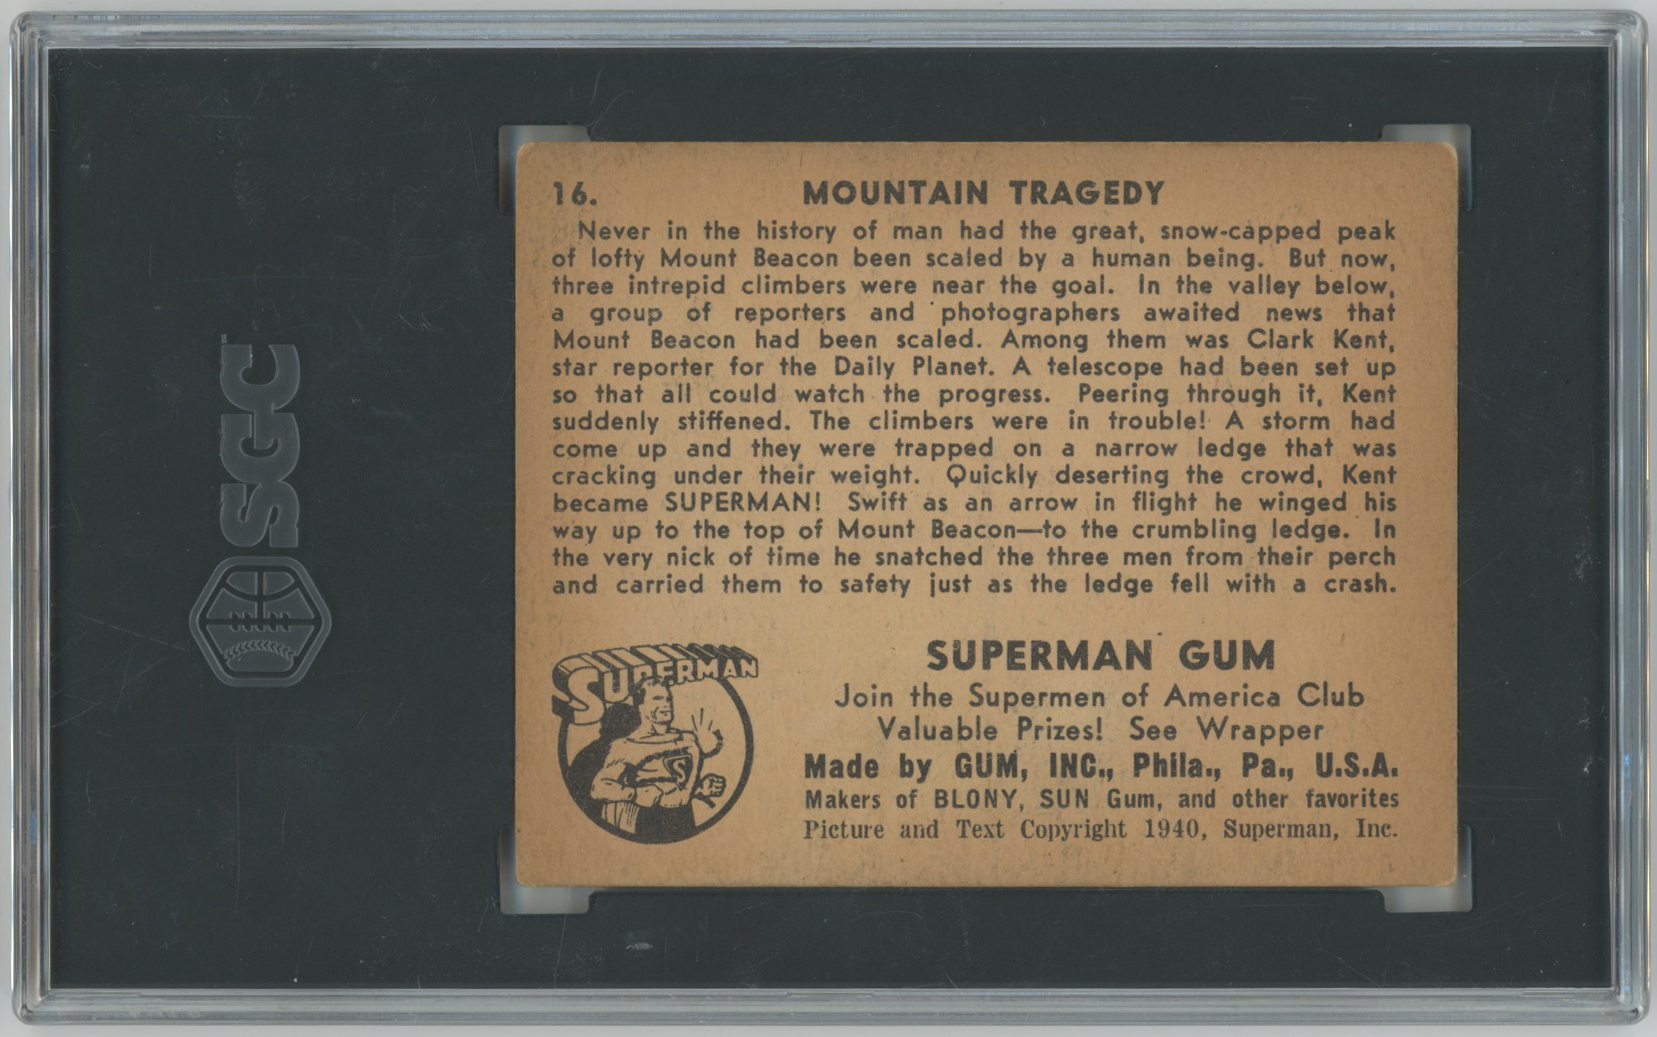 16. MOUNTAIN TRAGEDY
Never in the history of man had the great, snow-capped peak
of lofty Mount Beacon been scaled by a human being. But now,
three intrepid climbers were near the goal. In the valley below,
a group of reporters and photographers awaited news that
Mount Beacon had been scaled. Among them was Clark Kent,
star reporter for the Daily Planet. A telescope had been set up
so that all could watch the progress. Peering through it, Kent
suddenly stiffened. The climbers were in trouble! A storm had
come up and they were trapped on a narrow ledge that was
cracking under their weight. Quickly deserting the crowd, Kent
became SUPERMAN! Swift as an arrow in flight he winged his
way up to the top of Mount Beacon—to the crumbling ledge. In
the very nick of time he snatched the three men from their perch
and carried them to safety just as the ledge fell with a crash.
SUPERMAN
S
SUPERMAN GUM
Join the Supermen of America Club
Valuable Prizes! See Wrapper
Made by GUM, INC., Phila., Pa., U.S.A.
Makers of BLONY, SUN Gum, and other favorites
Picture and Text Copyright 1940, Superman, Inc.
SGC